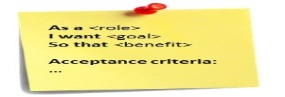 As a <role>
I want <goal>
So that <benefit>
Acceptance criteria:
...